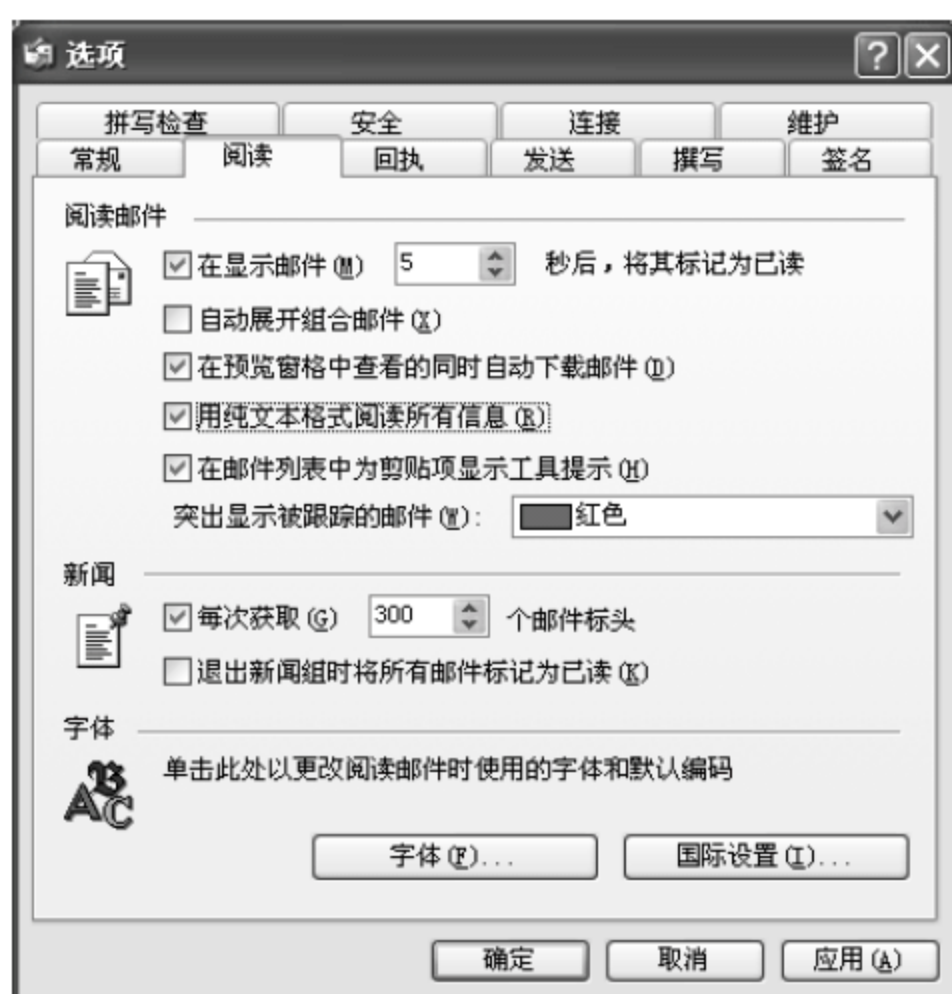 选项
拼写检查 安全 连接 维护
常规 阅读 回执 发送 撰写 签名
阅读邮件
在显示邮件(M) 5 秒后，将其标记为已读
自动展开组合邮件(X)
在预览窗格中查看的同时自动下载邮件(D)
用纯文本格式阅读所有信息(R)
在邮件列表中为剪贴项显示工具提示(H)
突出显示被跟踪的邮件(W)： 红色
新闻
每次获取(G) 300 个邮件标头
退出新闻组时将所有邮件标记为已读(K)
字体
单击此处以更改阅读邮件时使用的字体和默认编码
字体(F)... 国际设置(I)...
确定 取消 应用(A)